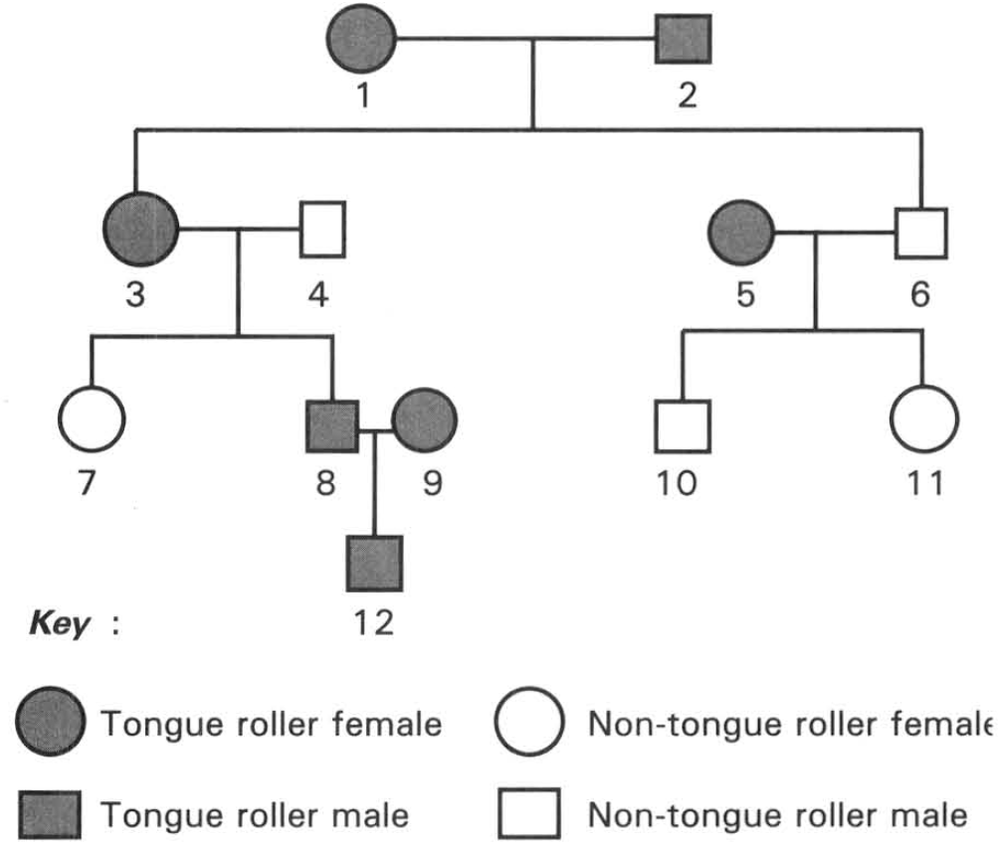 1 2
3 4 5 6
7 8 9 10 11
12
Key :
Tongue roller female Non-tongue roller female
Tongue roller male Non-tongue roller male